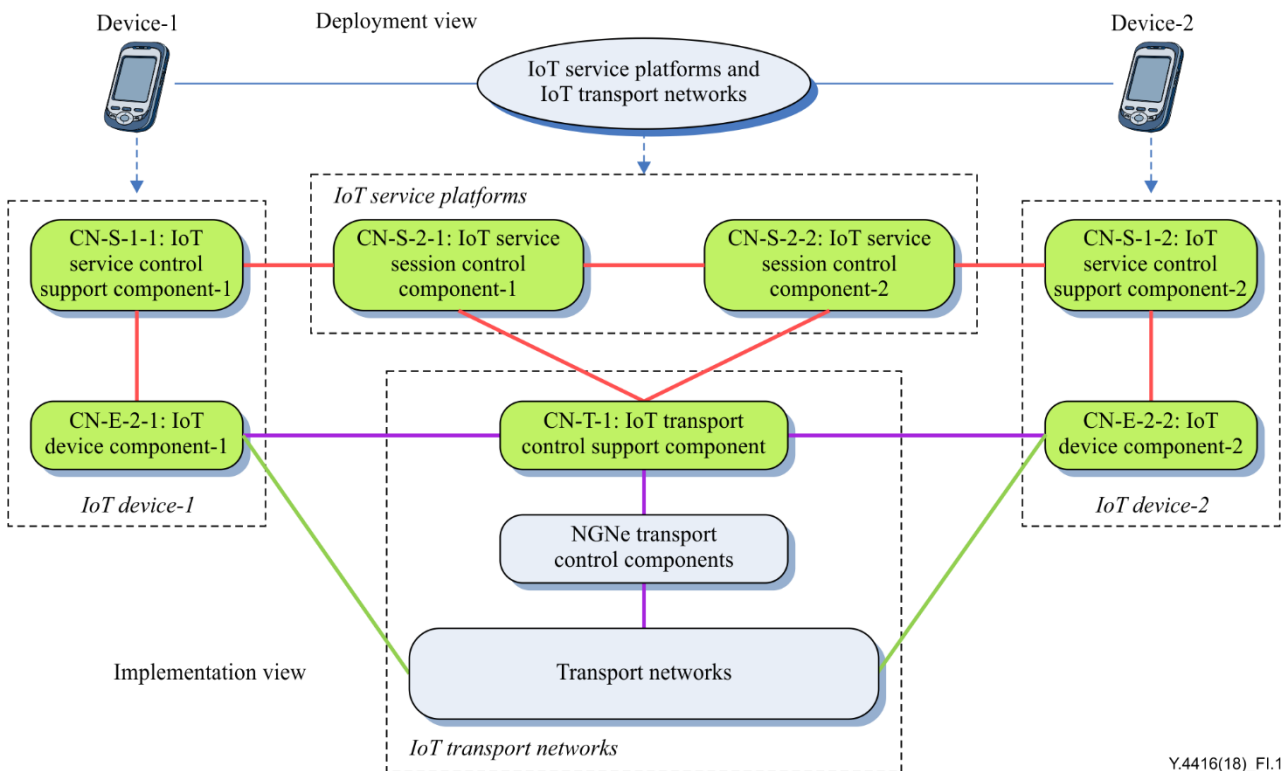 Device-1
Deployment view
Device-2
IoT service platforms and
IoT transport networks
IoT service platforms
CN-S-1-1: IoT
service control
support component-1
CN-S-2-1: IoT service
session control
component-1
CN-S-2-2: IoT service
session control
component-2
CN-S-1-2: IoT
service control
support component-2
CN-E-2-1: IoT
device component-1
CN-T-1: IoT transport
control support component
CN-E-2-2: IoT
device component-2
IoT device-1
IoT device-2
NGNe transport
control components
Implementation view
Transport networks
IoT transport networks
Y.4416(18)_FI.1